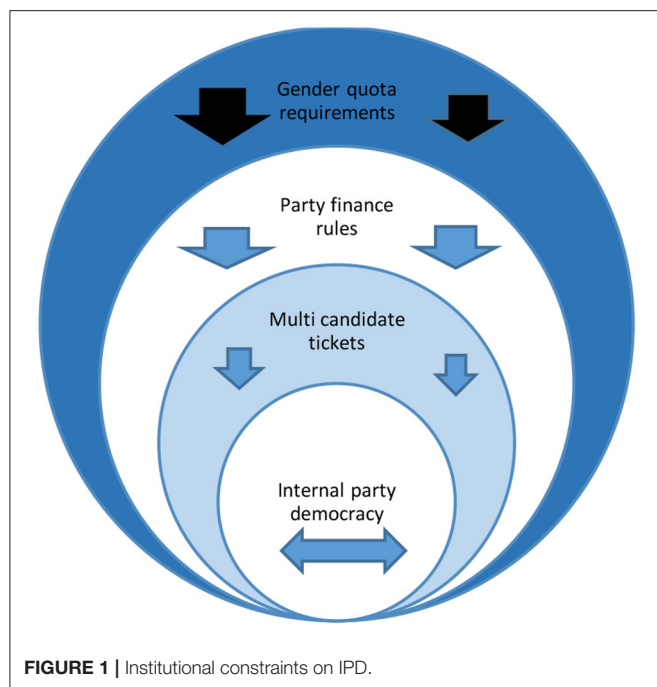 Gender quota
requirements
Party finance
rules
Multi candidate
tickets
Internal party
democracy
FIGURE 1 | Institutional constraints on IPD.